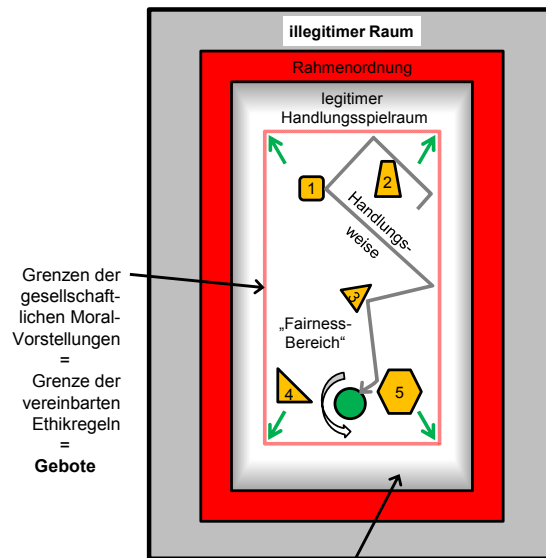 illegitimer Raum
Rahmenordnung
legitimer
Handlungsspielraum
1
2
Handlungs-
weise
3
„Fairness-
Bereich“
4
5
Grenzen der
gesellschaft-
lichen Moral-
Vorstellungen
=
Grenze der
vereinbarten
Ethikregeln
=
Gebote